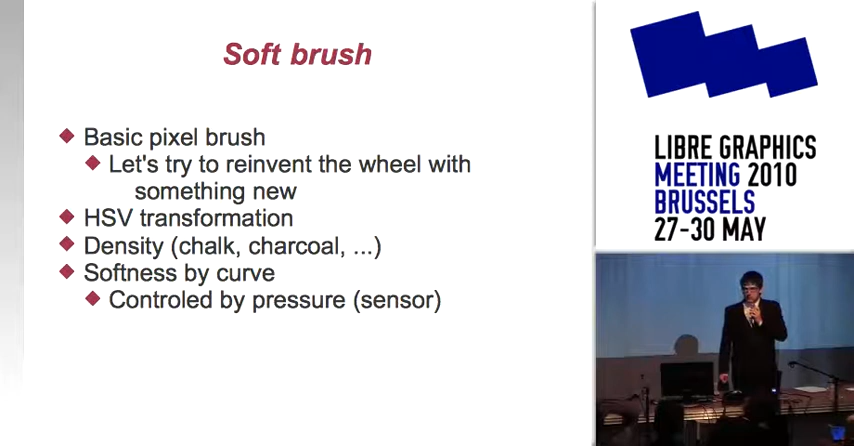 Soft brush
Basic pixel brush
Let's try to reinvent the wheel with
something new
HSV transformation
Density (chalk, charcoal, ...)
Softness by curve
Controled by pressure (sensor)
LIBRE GRAPHICS
MEETING 2010
BRUSSELS
27-30 MAY